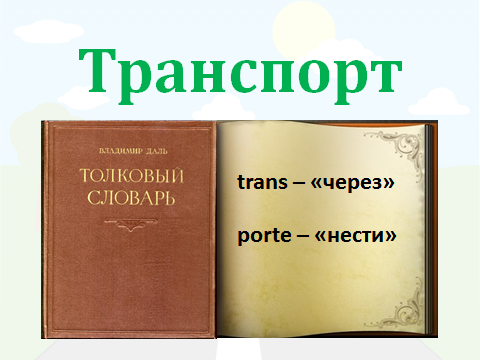 Транспорт
ВЛАДИМИР ДАЛЬ
ТОЛКОВЫЙ
СЛОВАРЬ
trans – «через»
porte – «нести»